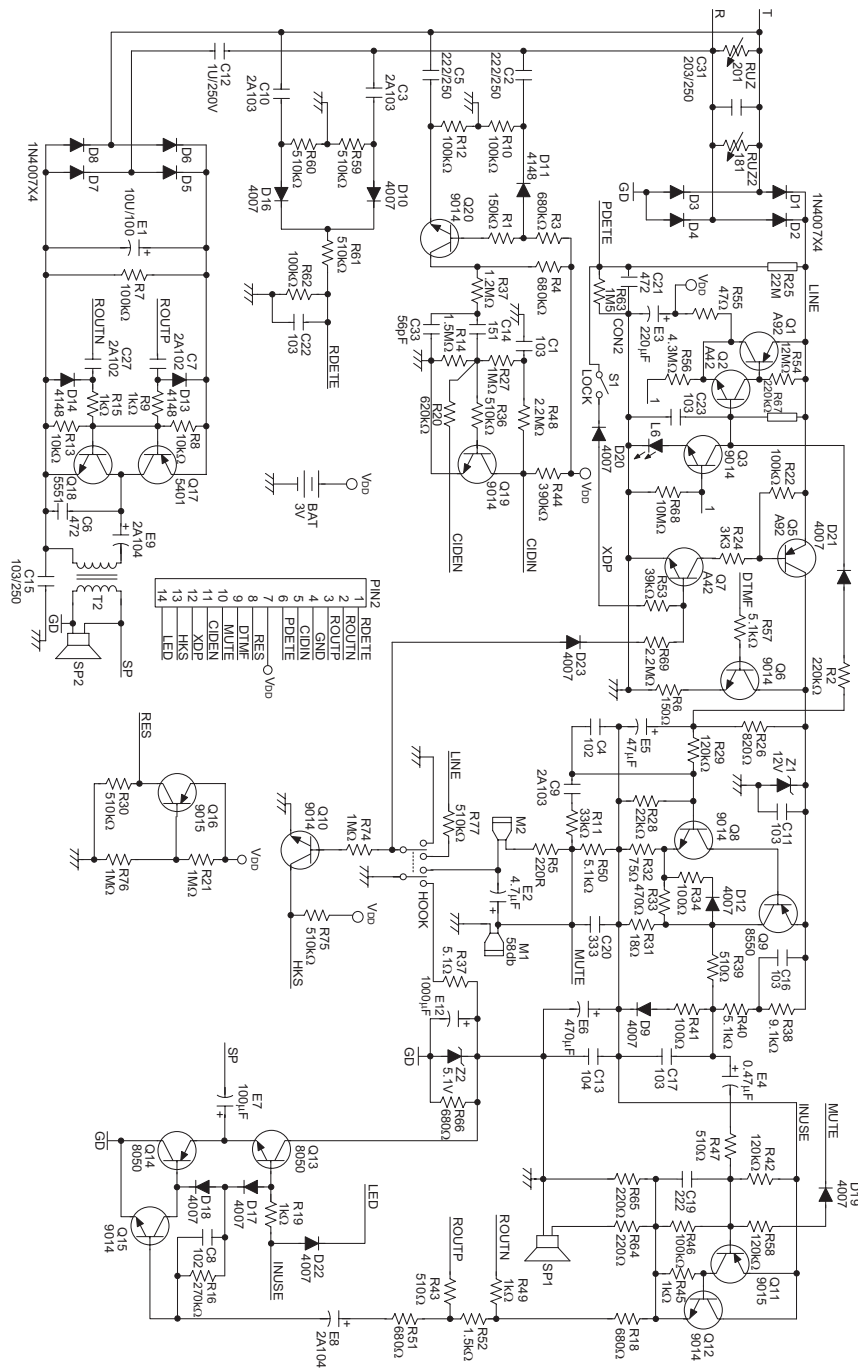 T
R
RUZ
201
C31
203/250
RUZ2
181
D1
D2
D3
D4
1N4007X4
GD
PDETE
R25
22M
LINE
C21
472
R63
1M5
CON2
VDD
E3
220μF
R55
47Ω
Q1
A92
R54
12MΩ
R56
4.3MΩ
Q2
A42
R67
220kΩ
C23
103
1
S1
LOCK
D20
4007
L6
Q3
9014
R68
10MΩ
1
R22
100kΩ
Q5
A92
D21
4007
R24
3K3
Q7
A42
R53
39kΩ
XDP
DTMF
R57
5.1kΩ
Q6
9014
R2
220kΩ
R69
2.2MΩ
R6
150Ω
D23
4007
C12
1U/250V
C10
2A103
C3
2A103
R60
510kΩ
R59
510kΩ
D16
4007
D10
4007
R61
510kΩ
R62
100kΩ
C22
103
RDETE
C5
222/250
C2
222/250
R12
100kΩ
R10
100kΩ
D11
4148
R1
150kΩ
R3
680kΩ
Q20
9014
R4
680kΩ
R37
1.2MΩ
C33
56pF
R14
1.5MΩ
C14
151
C1
103
R27
1MΩ
R20
620kΩ
R36
510kΩ
R48
2.2MΩ
Q19
9014
R44
390kΩ
VDD
CIDEN
CIDIN
D8
D6
D7
D5
1N4007X4
E1
10U/100
R7
100kΩ
ROUTN
ROUTP
C27
2A102
C7
2A102
D14
4148
D13
4148
R15
1kΩ
R9
1kΩ
R13
10kΩ
R8
10kΩ
Q18
5551
Q17
5401
C6
472
E9
2A104
C15
103/250
T2
GD
SP
SP2
BAT
3V
VDD
PIN2
1
2
3
4
5
6
7
8
9
10
11
12
13
14
RDETE
ROUTN
ROUTP
GND
CIDIN
PDETE
VDD
RES
DTMF
MUTE
CIDEN
XDP
HKS
LED
RES
R30
510kΩ
Q16
9015
R21
1MΩ
R76
1MΩ
VDD
Q10
9014
R74
1MΩ
R75
510kΩ
VDD
HKS
LINE
R77
510kΩ
HOOK
C4
102
E5
47μF
R29
120kΩ
R26
820Ω
Z1
12V
C11
103
C9
2A103
R11
33kΩ
R28
22kΩ
Q8
9014
M2
R5
220R
R50
5.1kΩ
R32
75Ω
R33
470Ω
R34
100Ω
D12
4007
Q9
8550
E2
4.7μF
M1
58db
C20
333
R31
18Ω
MUTE
R39
510Ω
C16
103
R38
9.1kΩ
R40
5.1kΩ
R41
100Ω
D9
4007
E6
470μF
C13
104
C17
103
E4
0.47μF
R37
5.1Ω
E12
1000μF
GD
Z2
5.1V
R66
680Ω
MUTE
D19
4007
INUSE
R42
120kΩ
R47
510Ω
C19
222
R65
220Ω
R64
220Ω
R46
100kΩ
R58
120kΩ
R45
1kΩ
Q11
9015
Q12
9014
SP1
R18
680Ω
ROUTN
R49
1kΩ
ROUTP
R43
510Ω
R52
1.5kΩ
R51
680Ω
E8
2A104
SP
E7
100μF
GD
Q14
8050
Q13
8050
D18
4007
D17
4007
R19
1kΩ
LED
D22
4007
INUSE
Q15
9014
C8
102
R16
270kΩ